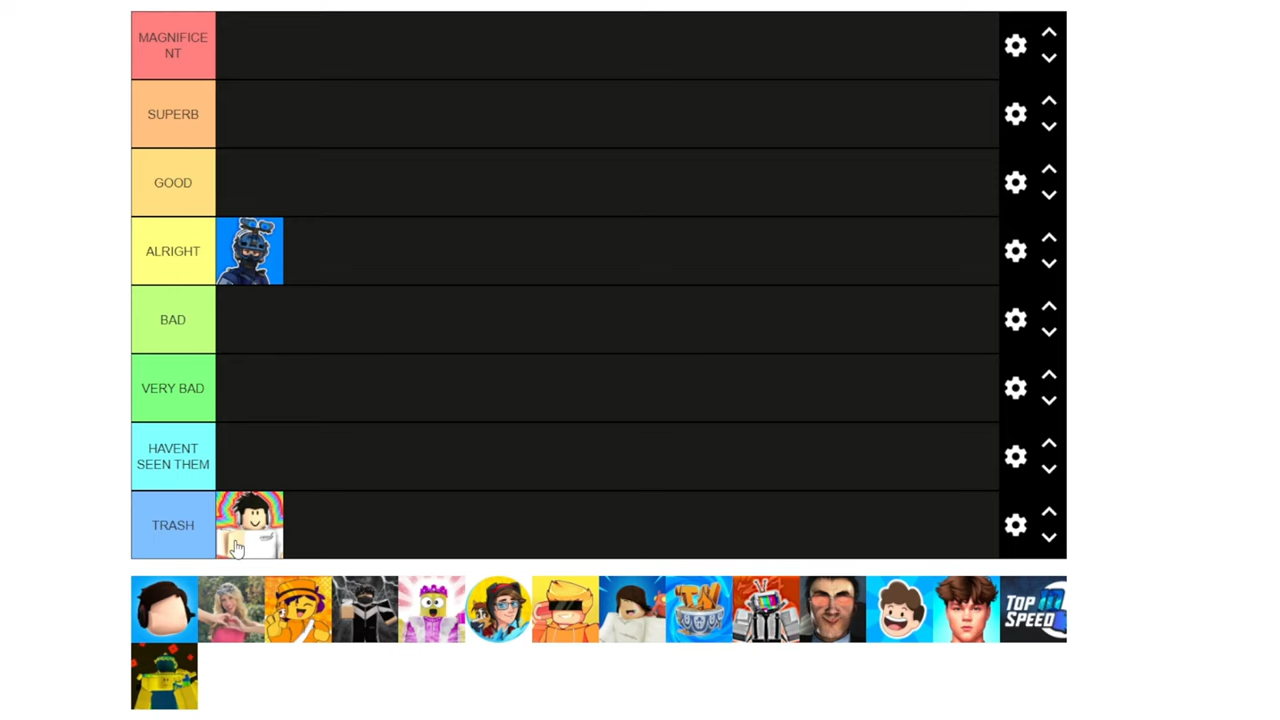 MAGNIFICE
NT
SUPERB
GOOD
ALRIGHT
BAD
VERY BAD
HAVENT
SEEN THEM
TRASH
TOP
SPEED